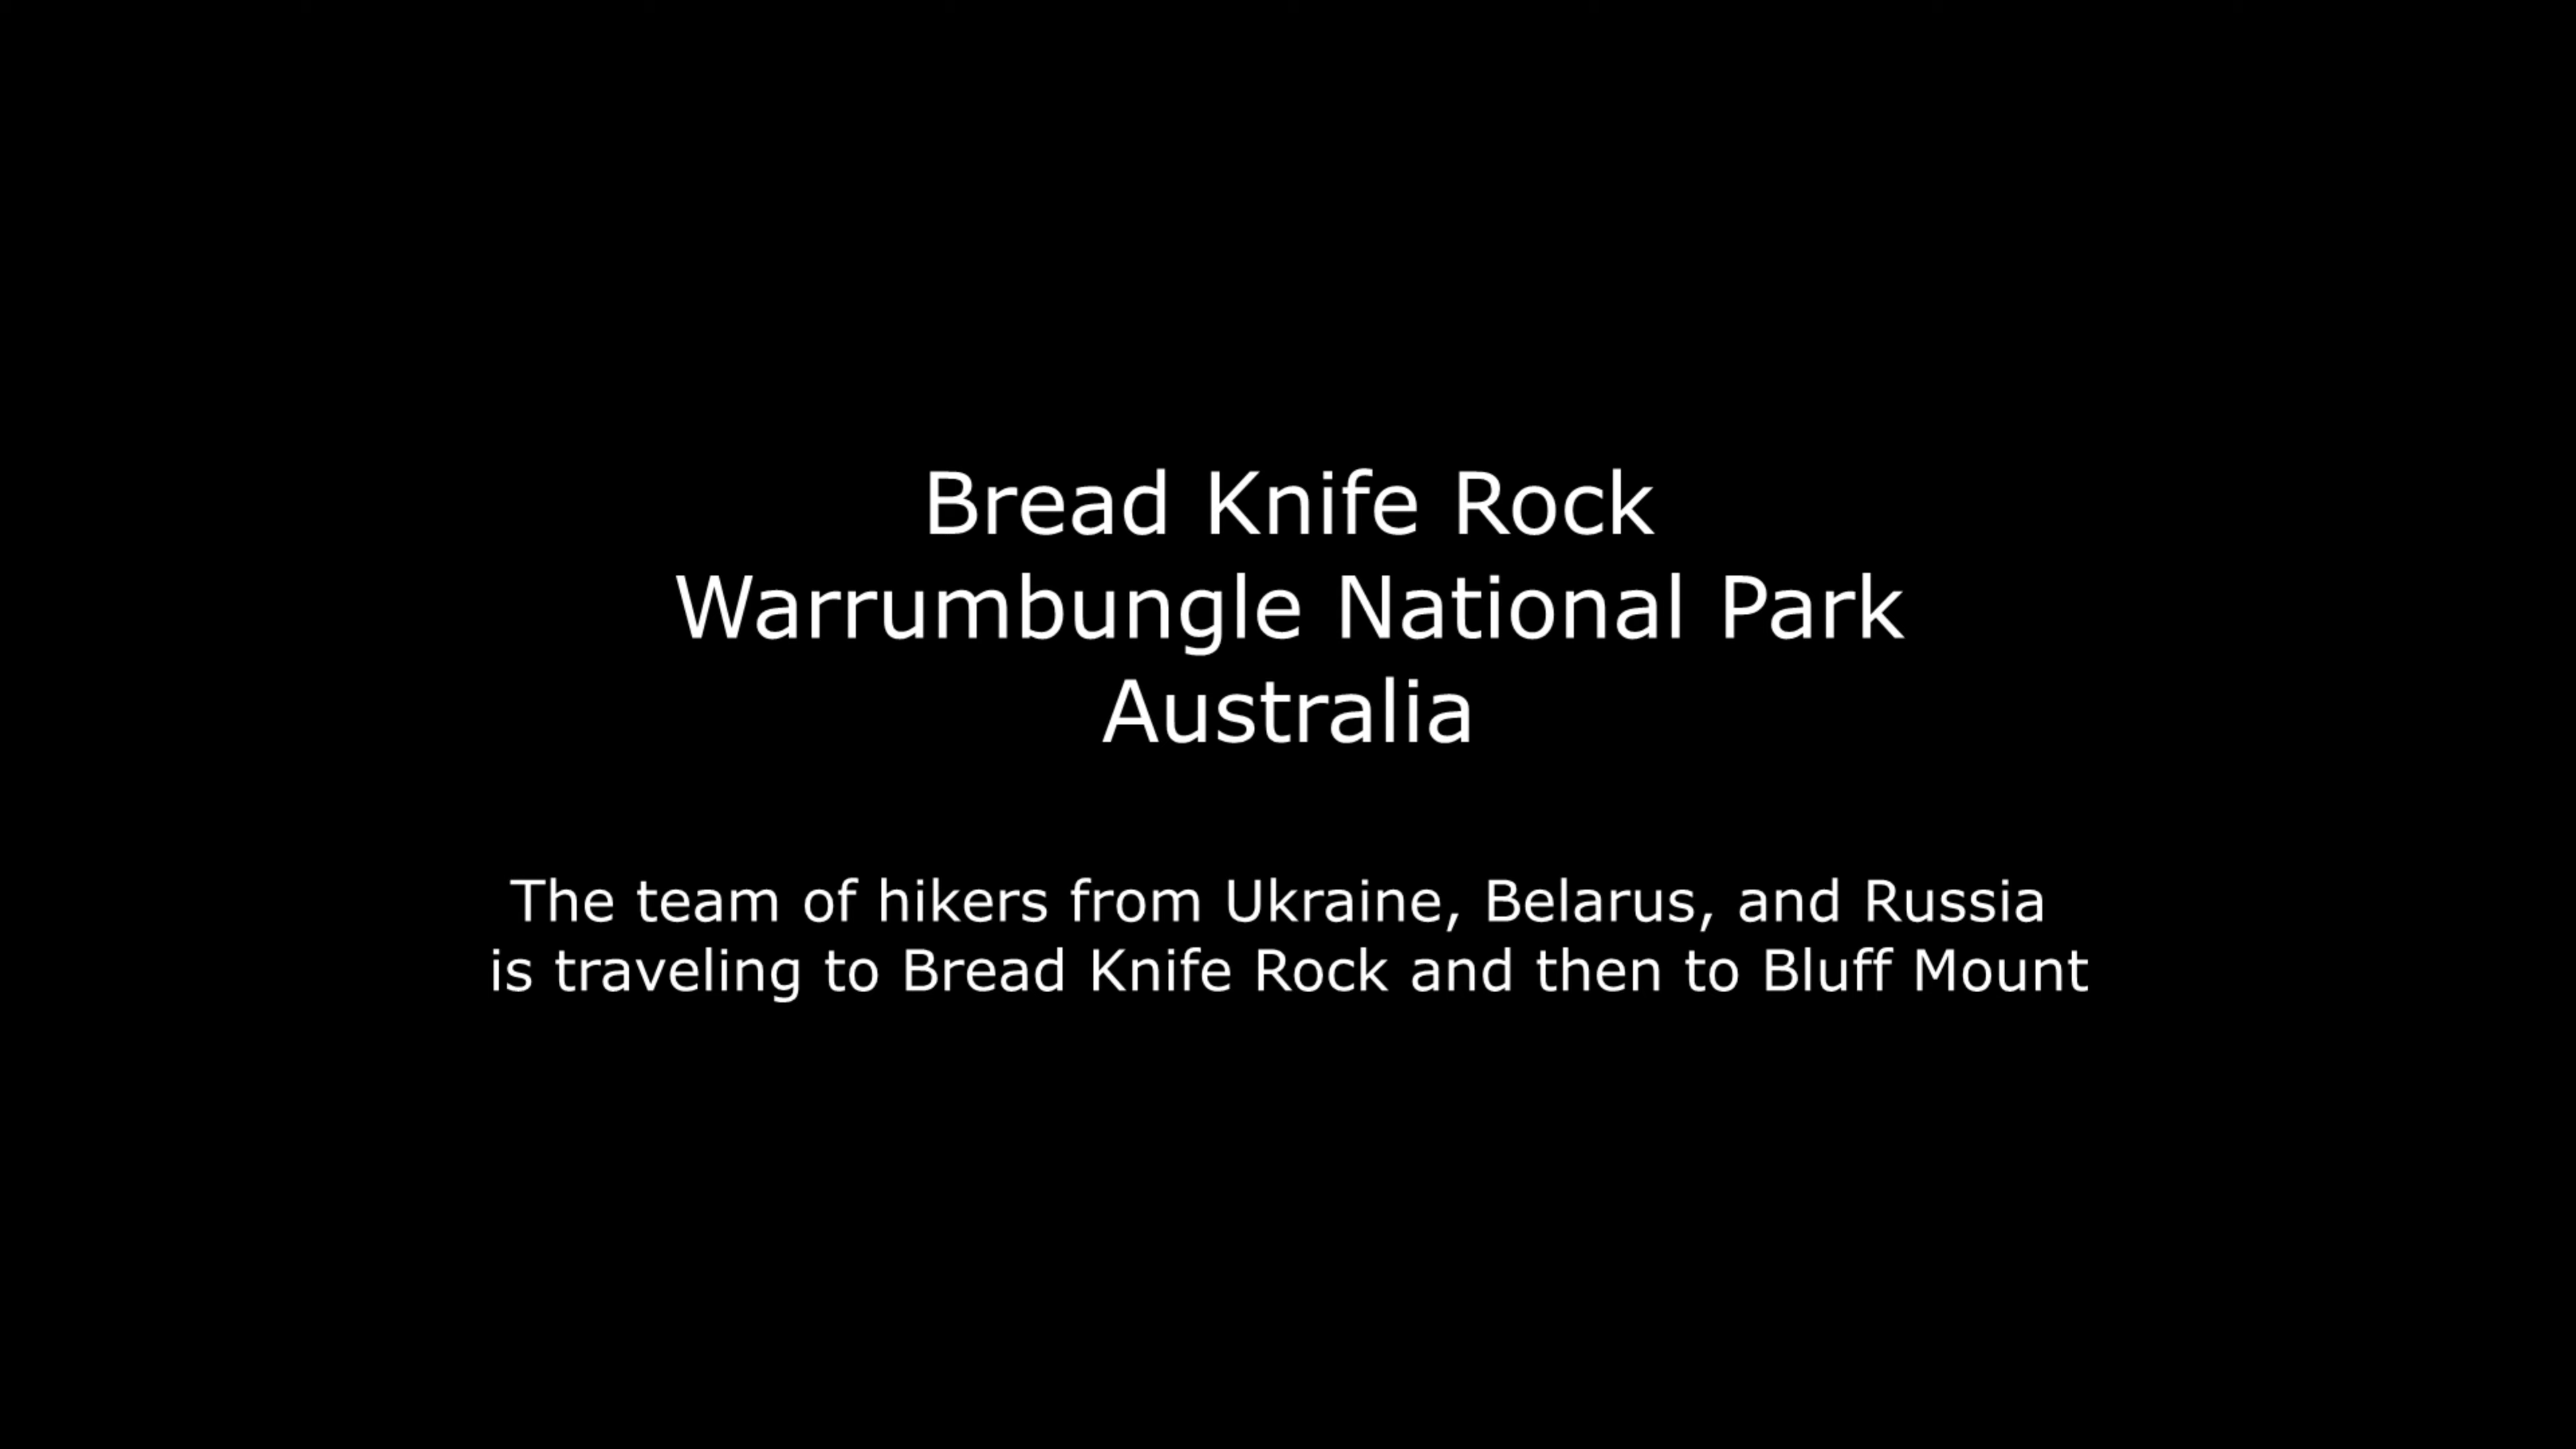 Bread Knife Rock
Warrumbungle National Park
Australia
The team of hikers from Ukraine, Belarus, and Russia
is traveling to Bread Knife Rock and then to Bluff Mount